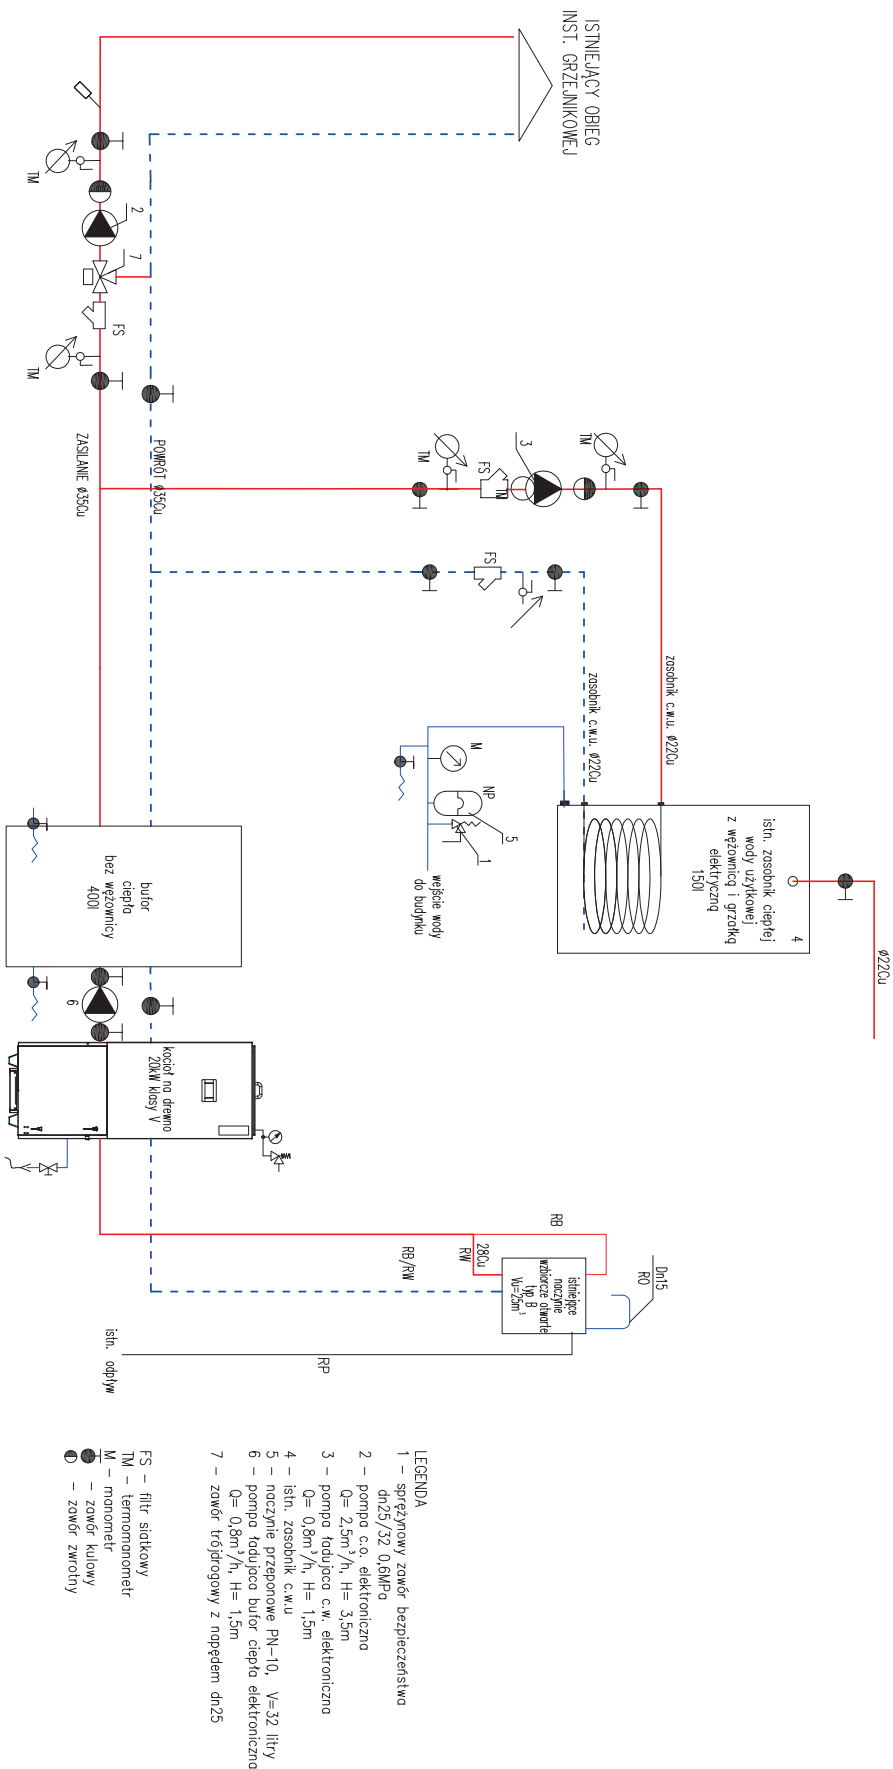 ISTNIEJĄCY OBIEG
INST. GRZEJNIKOWEJ
TM
2
7
FS
TM
ZASILANIE ø35Cu
POWRÓT ø35Cu
TM
3
FS
TM
TM
FS
zasobnik c.w.u. ø22Cu
zasobnik c.w.u. ø22Cu
M
NP
5
1
wejście wody
do budynku
istn. zasobnik ciepłej
wody użytkowej
z wężownicą i grzałką
elektryczną
150l
4
ø22Cu
bufor
ciepła
bez wężownicy
400l
6
kocioł na drewno
20kW klasy V
RB
28Cu
RW
RB/RW
istniejące
naczynie
wzbiorcze otwarte
typ B
Vu=25m³
Dn15
RO
RP
istn. odpływ
LEGENDA
1 – sprężynowy zawór bezpieczeństwa
dn25/32 0,6MPa
2 – pompa c.o. elektroniczna
Q= 2,5m³/h, H= 3,5m
3 – pompa ładująca c.w. elektroniczna
Q= 0,8m³/h, H= 1,5m
4 – istn. zasobnik c.w.u
5 – naczynie przeponowe PN–10, V=32 litry
6 – pompa ładująca bufor ciepła elektroniczna
Q= 0,8m³/h, H= 1,5m
7 – zawór trójdrogowy z napędem dn25
FS – filtr siatkowy
TM – termomanometr
M – manometr
– zawór kulowy
– zawór zwrotny